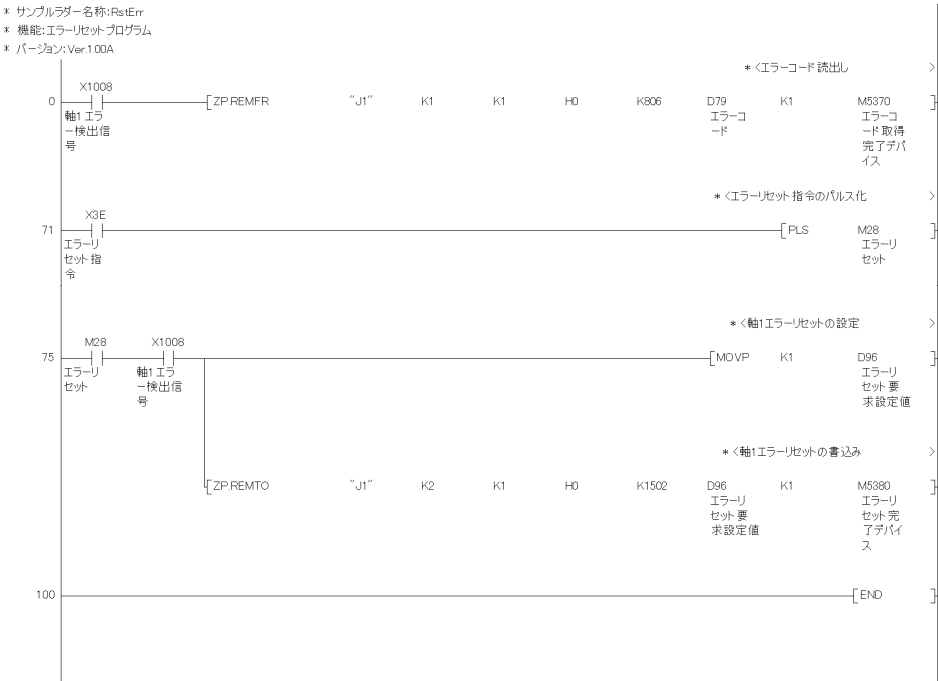 * サンプルラダー名称:RstErr
* 機能:エラーリセットプログラム
* バージョン:Ver.1.00A
* <エラーコード読出し >
X1008
0 ZP.REMFR "J1" K1 K1 H0 K806 D79 K1 M5370
軸1 エラ エラーコ エラーコ
ー検出信 ード ード取得
号 完了デバ
イス
* <エラーリセット指令のパルス化 >
X3E
71 PLS M28
エラーリ エラーリ
セット指 セット
令
* <軸1エラーリセットの設定 >
M28 X1008
75 MOVP K1 D96
エラーリ 軸1 エラ エラーリ
セット ー検出信 セット要
号 求設定値
* <軸1エラーリセットの書込み >
ZP.REMTO "J1" K2 K1 H0 K1502 D96 K1 M5380
エラーリ エラーリ
セット要 セット完
求設定値 了デバイ
ス
100 END